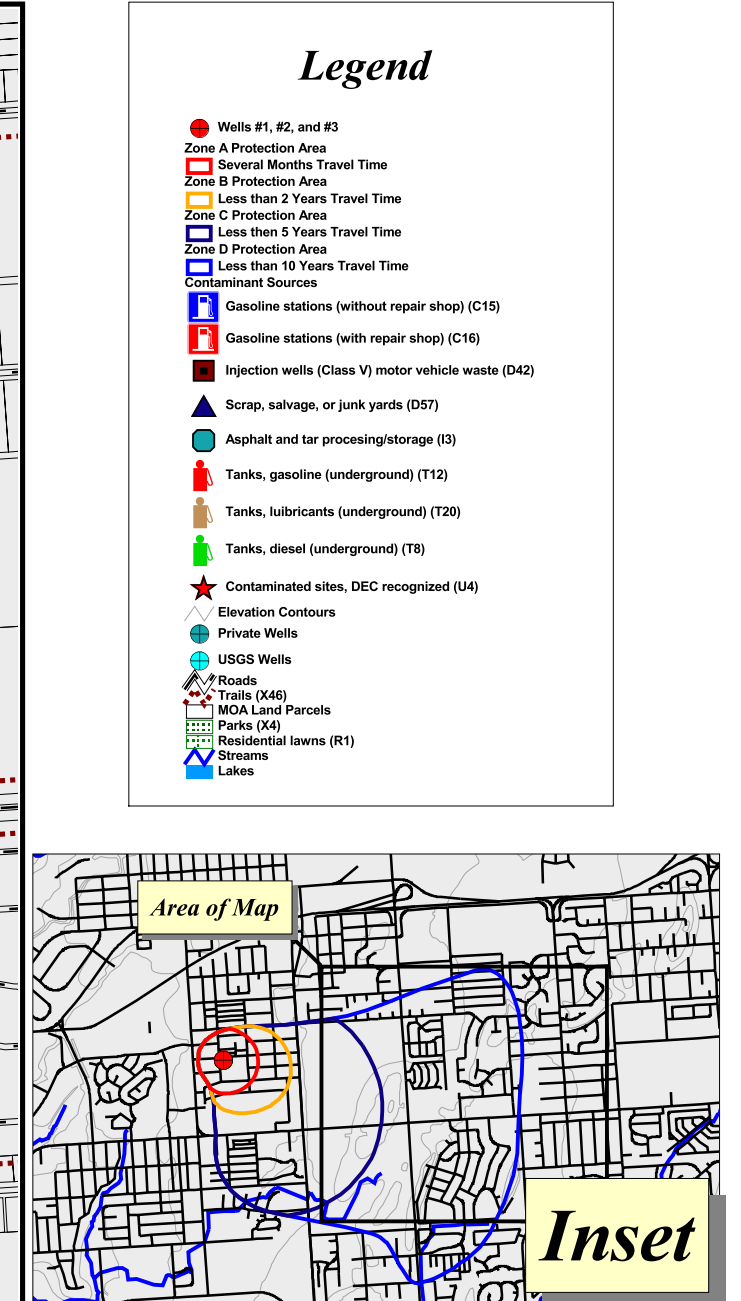 Legend
Wells #1, #2, and #3
Zone A Protection Area
Several Months Travel Time
Zone B Protection Area
Less than 2 Years Travel Time
Zone C Protection Area
Less then 5 Years Travel Time
Zone D Protection Area
Less than 10 Years Travel Time
Contaminant Sources
Gasoline stations (without repair shop) (C15)
Gasoline stations (with repair shop) (C16)
Injection wells (Class V) motor vehicle waste (D42)
Scrap, salvage, or junk yards (D57)
Asphalt and tar procesing/storage (I3)
Tanks, gasoline (underground) (T12)
Tanks, luibricants (underground) (T20)
Tanks, diesel (underground) (T8)
Contaminated sites, DEC recognized (U4)
Elevation Contours
Private Wells
USGS Wells
Roads
Trails (X46)
MOA Land Parcels
Parks (X4)
Residential lawns (R1)
Streams
Lakes
Area of Map
Inset